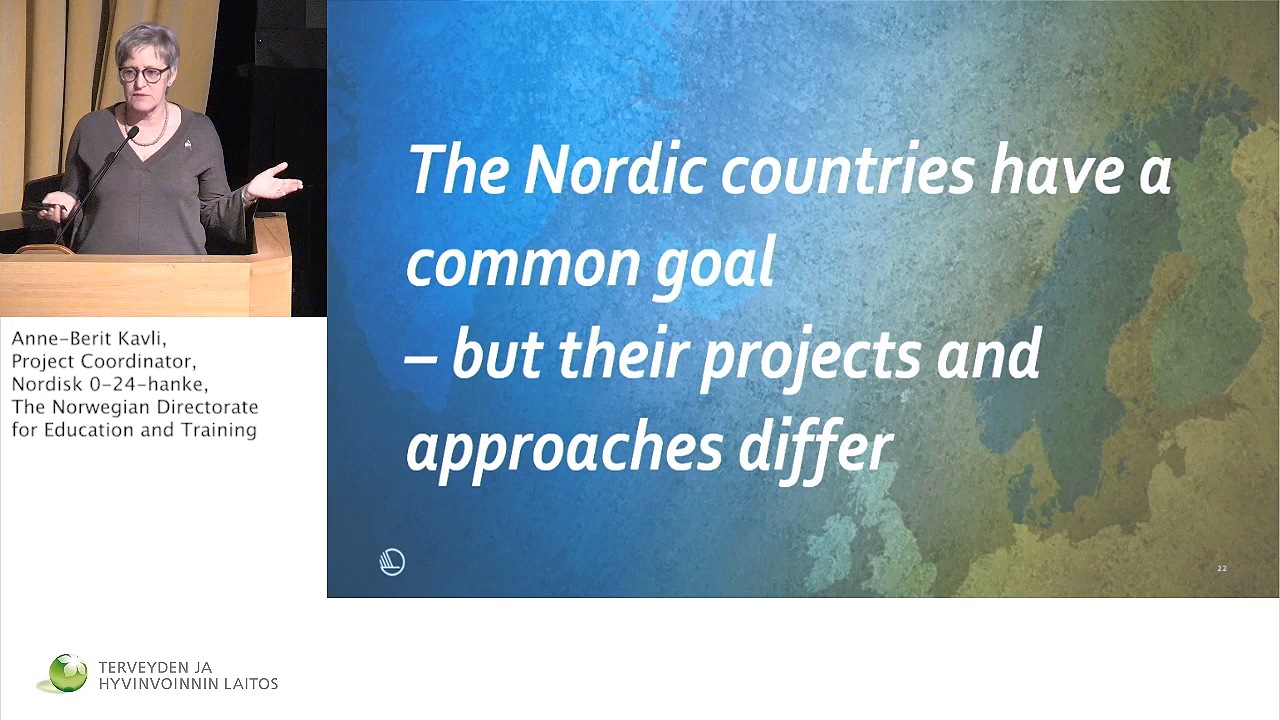 The Nordic countries have a
common goal
– but their projects and
approaches differ
22
Anne-Berit Kavli,
Project Coordinator,
Nordisk 0-24-hanke,
The Norwegian Directorate
for Education and Training
TERVEYDEN JA
HYVINVOINNIN LAITOS